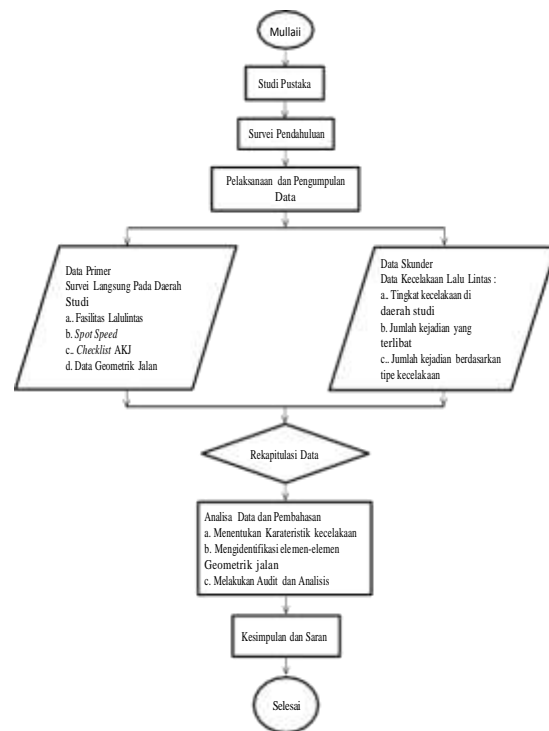 Mullaii
Studi Pustaka
Survei Pendahuluan
Pelaksanaan dan Pengumpulan
Data
Data Primer
Survei Langsung Pada Daerah
Studi
a.. Fasilitas Lalulintas
b. Spot Speed
c.. Checklist AKJ
d. Data Geometrik Jalan
Data Skunder
Data Kecelakaan Lalu Lintas :
a.. Tingkat kecelakaan di
daerah studi
b. Jumlah kejadian yang
terlibat
c.. Jumlah kejadian berdasarkan
tipe kecelakaan
Rekapitulasi Data
Analisa Data dan Pembahasan
a. Menentukan Karateristik kecelakaan
b. Mengidentifikasi elemen-elemen
Geometrik jalan
c. Melakukan Audit dan Analisis
Kesimpulan dan Saran
Selesai